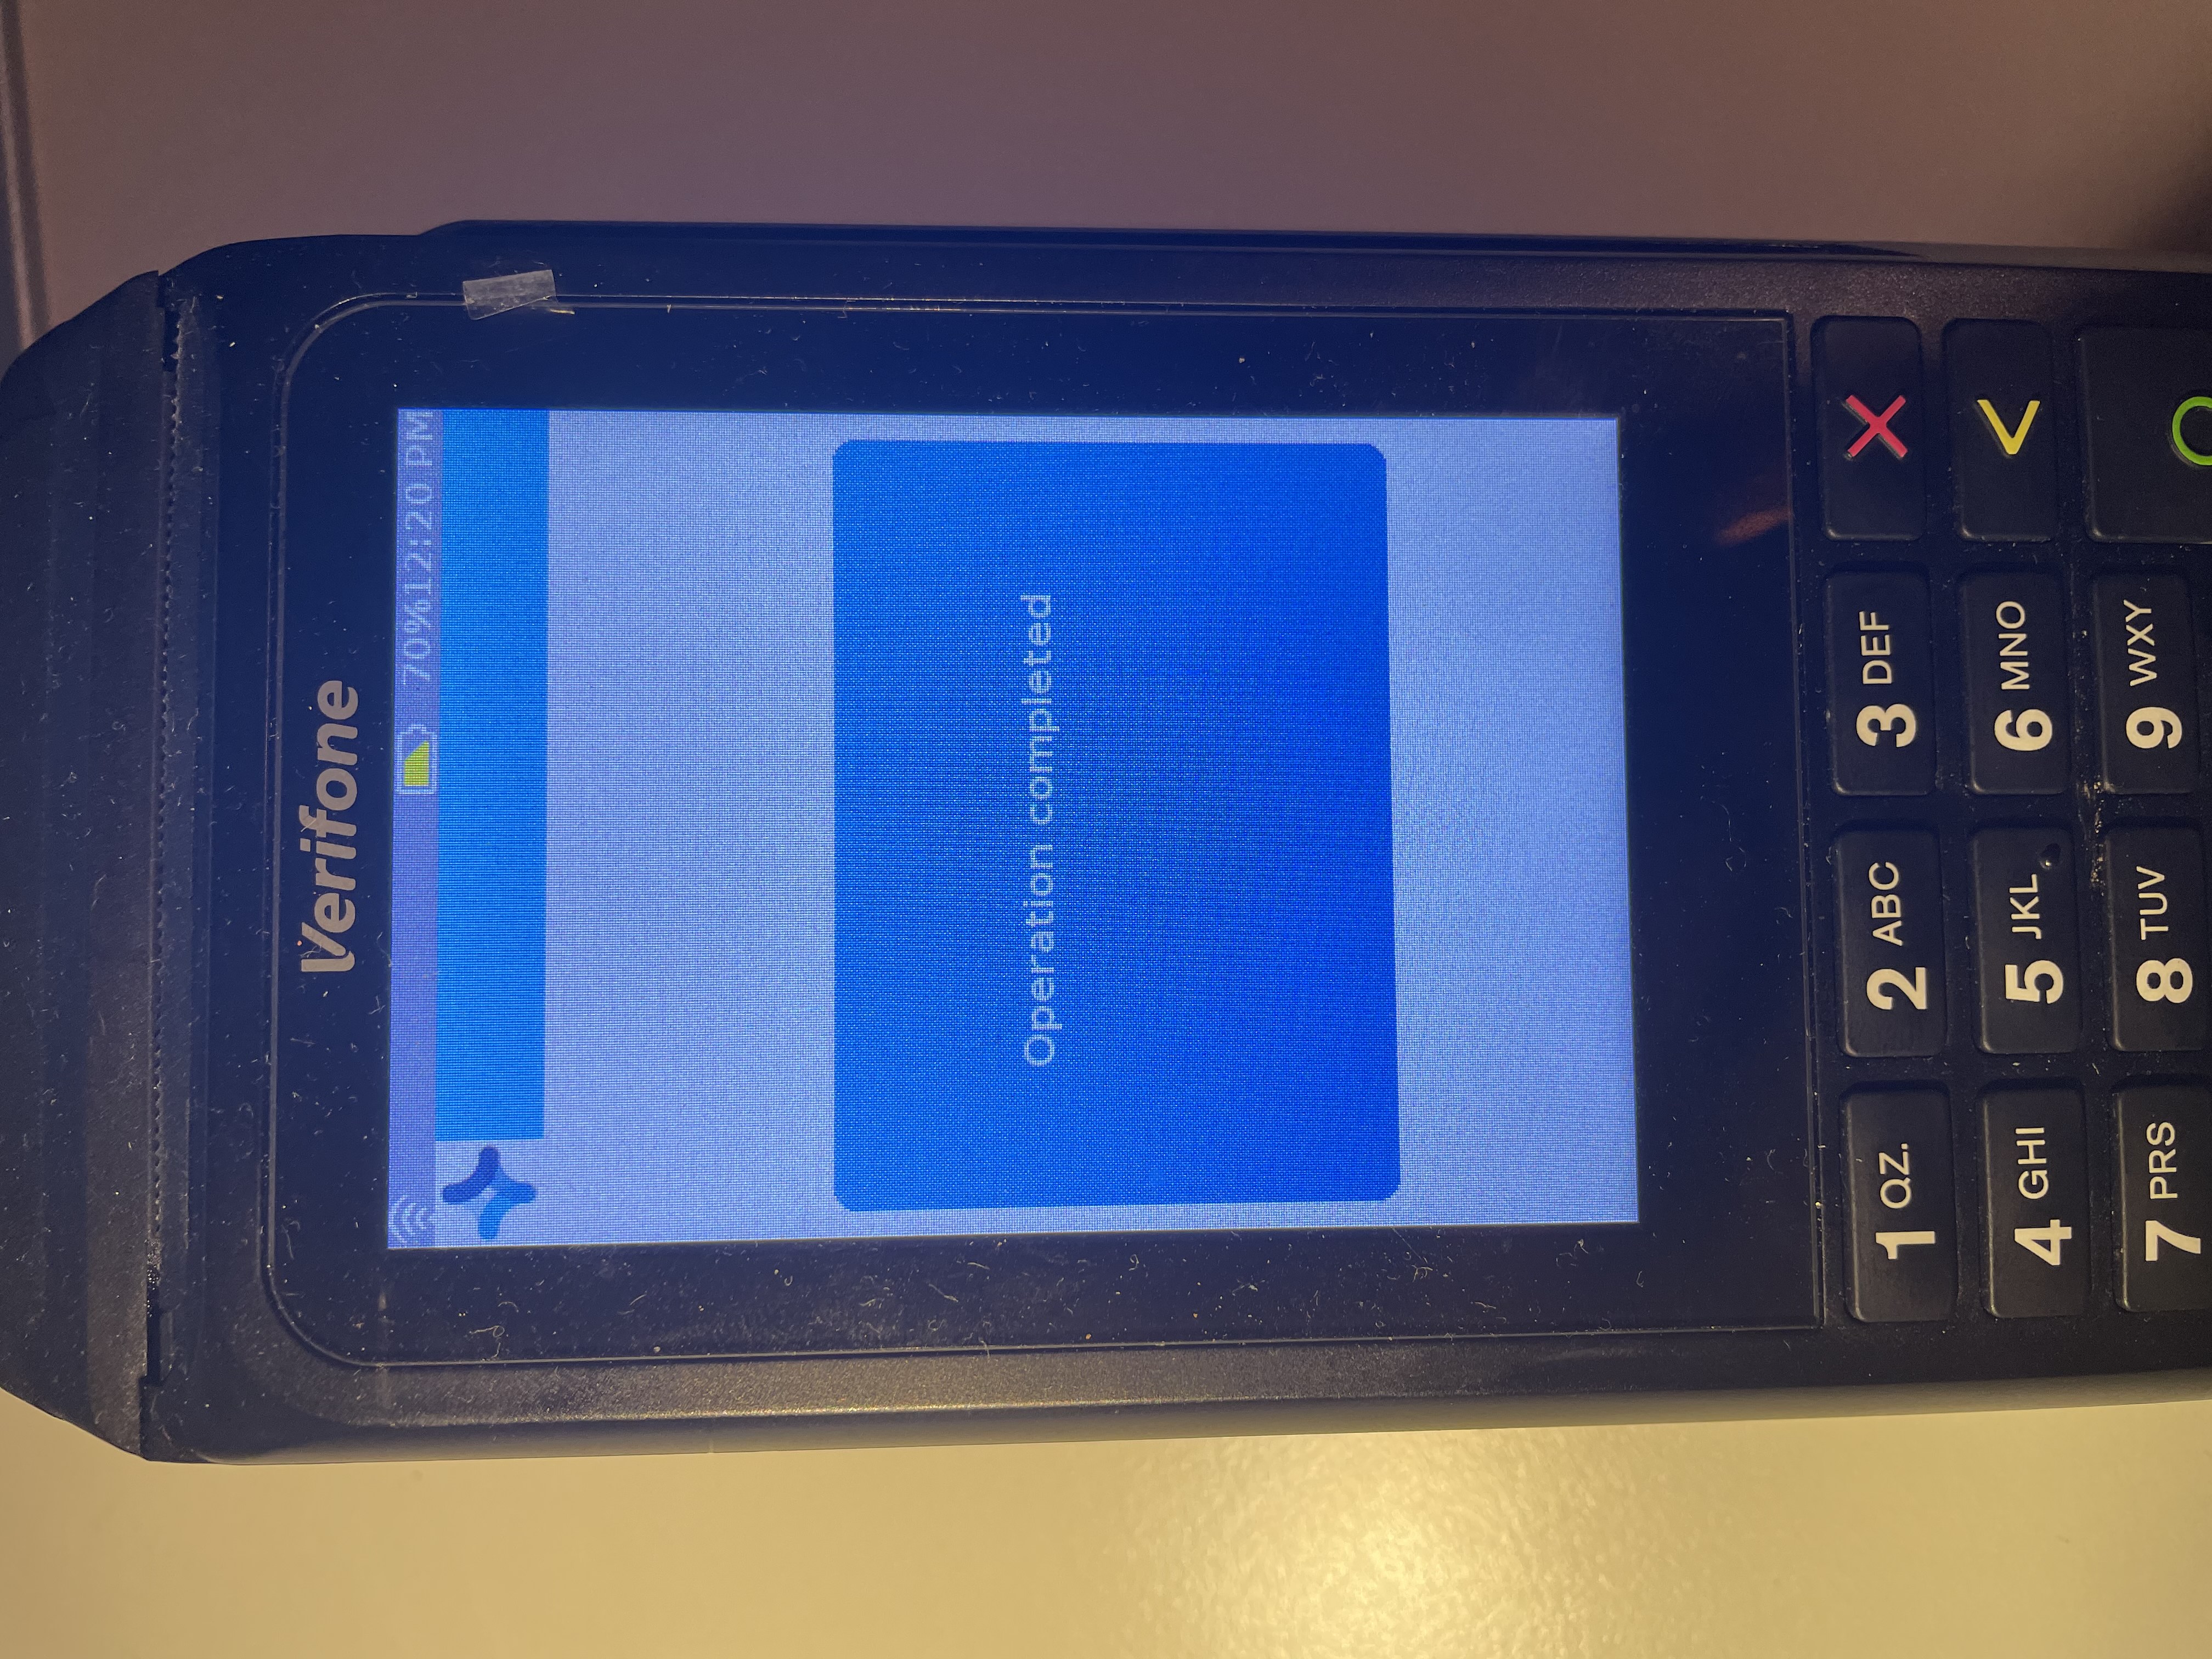 Verifone
70%12:20 PM
Operation completed
1 QZ. 2 ABC 3 DEF
4 GHI 5 JKL 6 MNO <
7 PRS 8 TUV 9 WXY